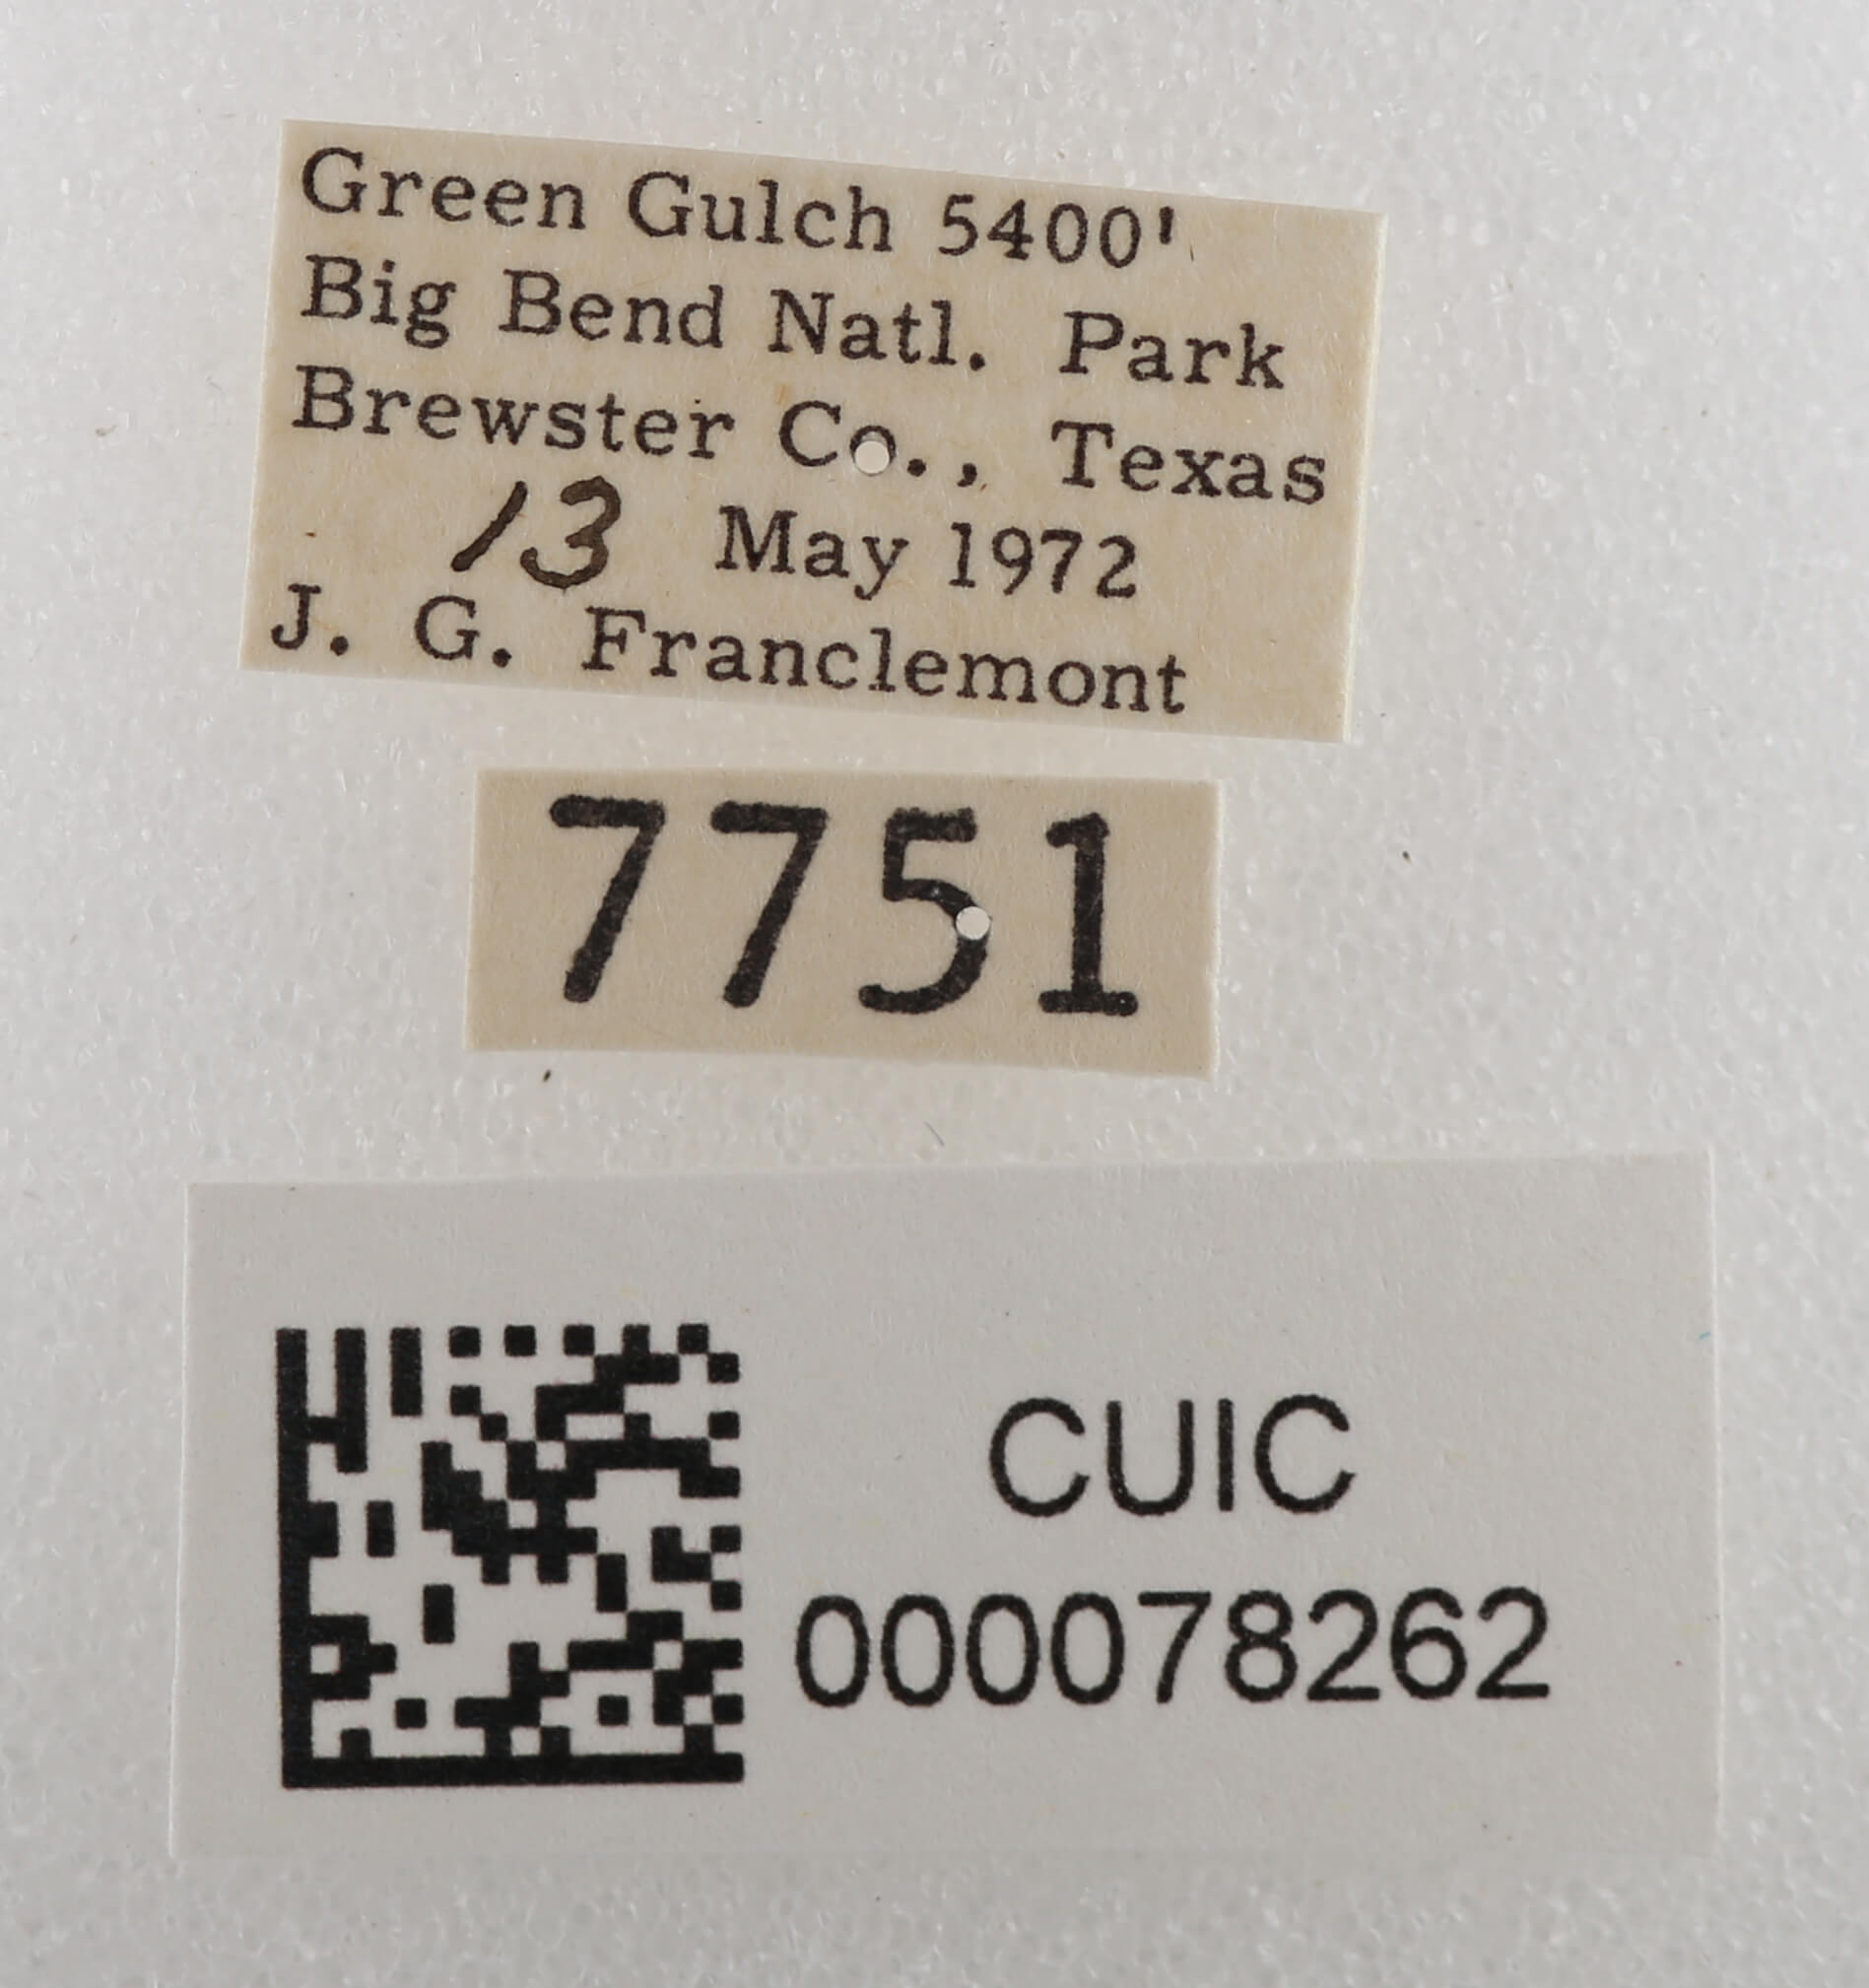 Green Gulch 5400'
Big Bend Natl. Park
Brewster Co., Texas
13 May 1972
J. G. Franclemont
7751
CUIC
000078262